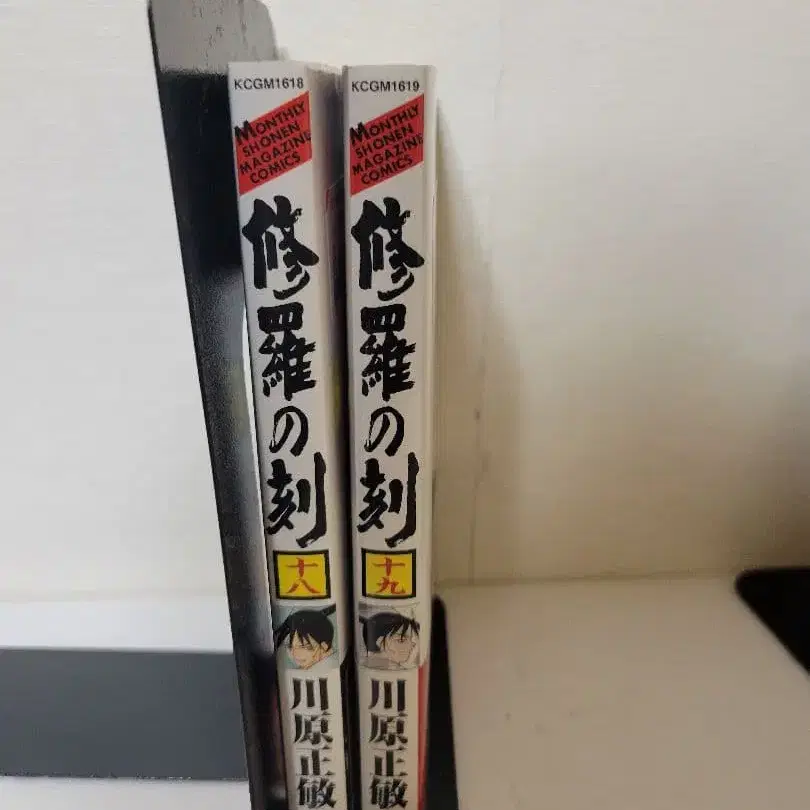 KCGM1618
MONTHLY
SHONEN
MAGAZINE
COMICS
修羅の刻
十八
川原正敏
KCGM1619
MONTHLY
SHONEN
MAGAZINE
COMICS
修羅の刻
十九
川原正敏